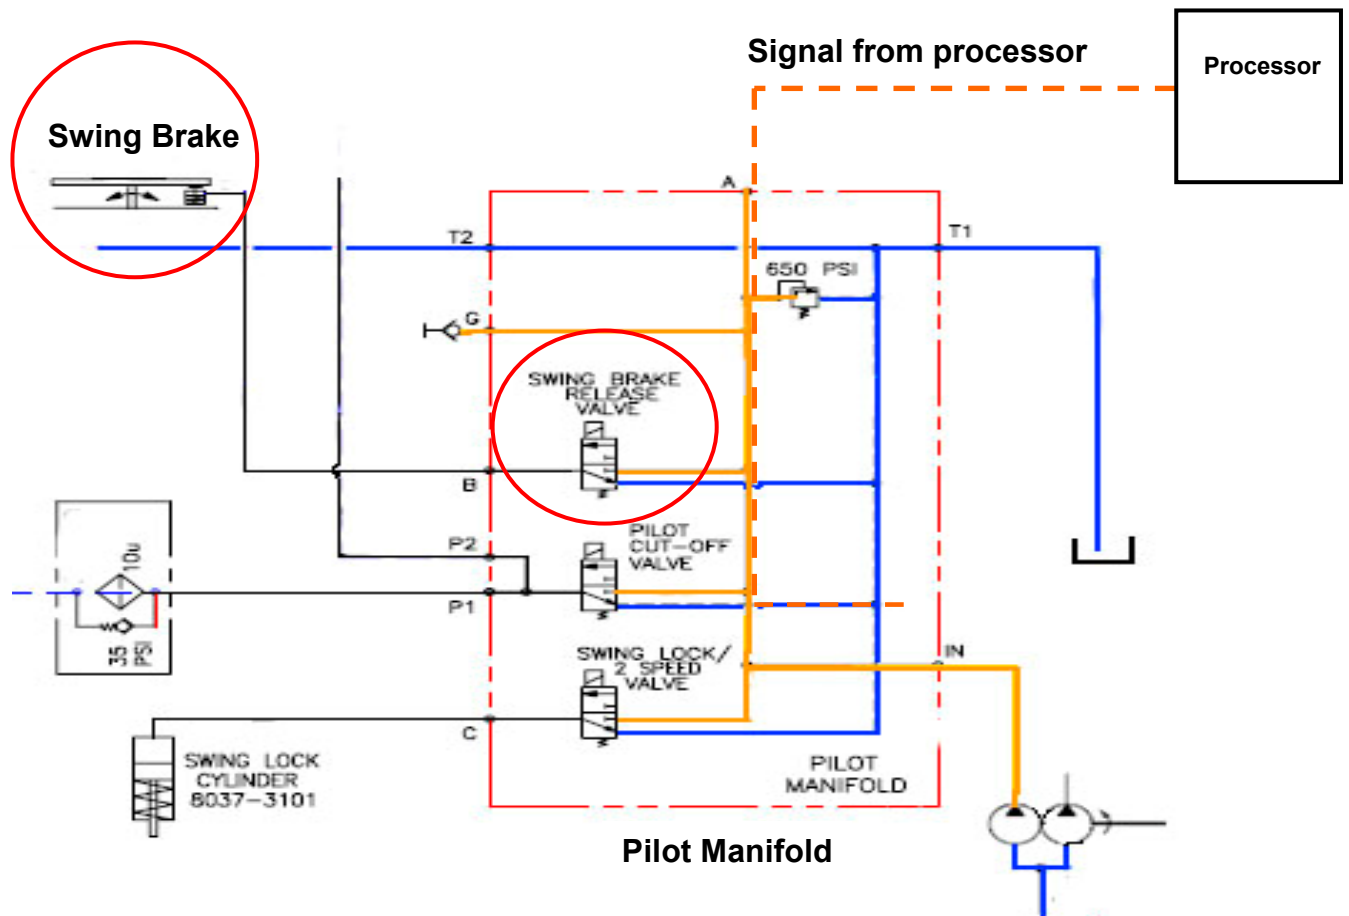 Signal from processor
Processor
Swing Brake
A
T2
T1
650 PSI
G
SWING BRAKE
RELEASE
VALVE
B
PILOT
CUT-OFF
VALVE
P2
10u
P1
35
PSI
IN
SWING LOCK/
2 SPEED
VALVE
C
SWING LOCK
CYLINDER
8037-3101
PILOT
MANIFOLD
Pilot Manifold